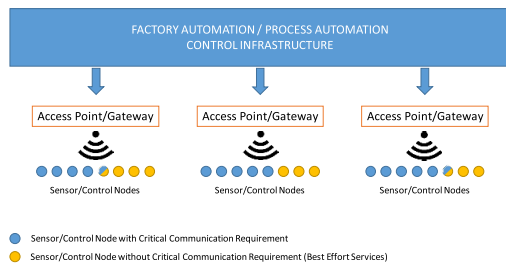 FACTORY AUTOMATION / PROCESS AUTOMATION
CONTROL INFRASTRUCTURE
Access Point/Gateway
Access Point/Gateway
Access Point/Gateway
Sensor/Control Nodes
Sensor/Control Nodes
Sensor/Control Nodes
Sensor/Control Node with Critical Communication Requirement
Sensor/Control Node without Critical Communication Requirement (Best Effort Services)